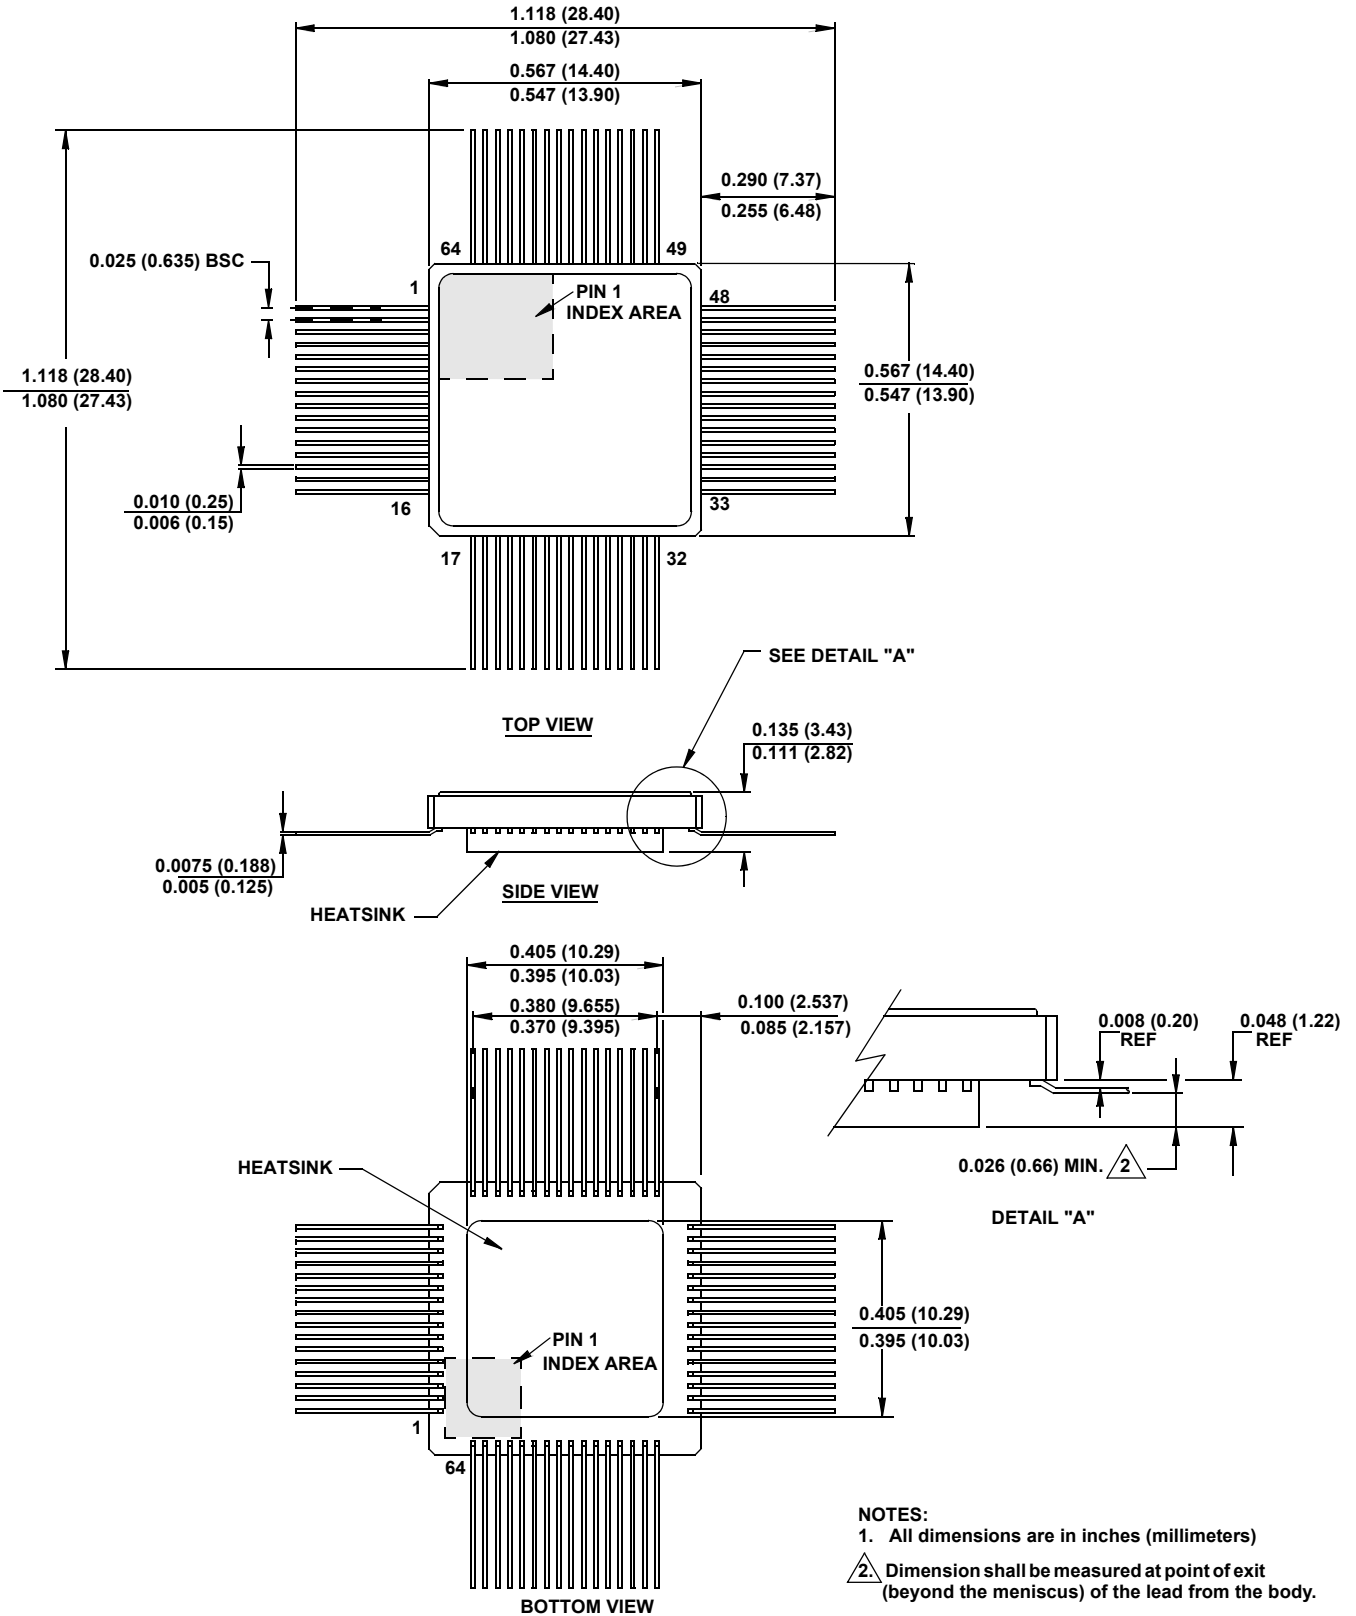 1.118 (28.40)
1.080 (27.43)
0.567 (14.40)
0.547 (13.90)
0.290 (7.37)
0.255 (6.48)
64
49
0.025 (0.635) BSC
1
PIN 1
INDEX AREA
48
1.118 (28.40)
1.080 (27.43)
0.567 (14.40)
0.547 (13.90)
0.010 (0.25)
0.006 (0.15)
16
33
17
32
SEE DETAIL "A"
TOP VIEW
0.135 (3.43)
0.111 (2.82)
0.0075 (0.188)
0.005 (0.125)
SIDE VIEW
HEATSINK
0.405 (10.29)
0.395 (10.03)
0.380 (9.655)
0.370 (9.395)
0.100 (2.537)
0.085 (2.157)
0.008 (0.20)
REF
0.048 (1.22)
REF
HEATSINK
0.026 (0.66) MIN. 2
DETAIL "A"
0.405 (10.29)
0.395 (10.03)
PIN 1
INDEX AREA
1
64
NOTES:
1. All dimensions are in inches (millimeters)
2. Dimension shall be measured at point of exit
(beyond the meniscus) of the lead from the body.
BOTTOM VIEW